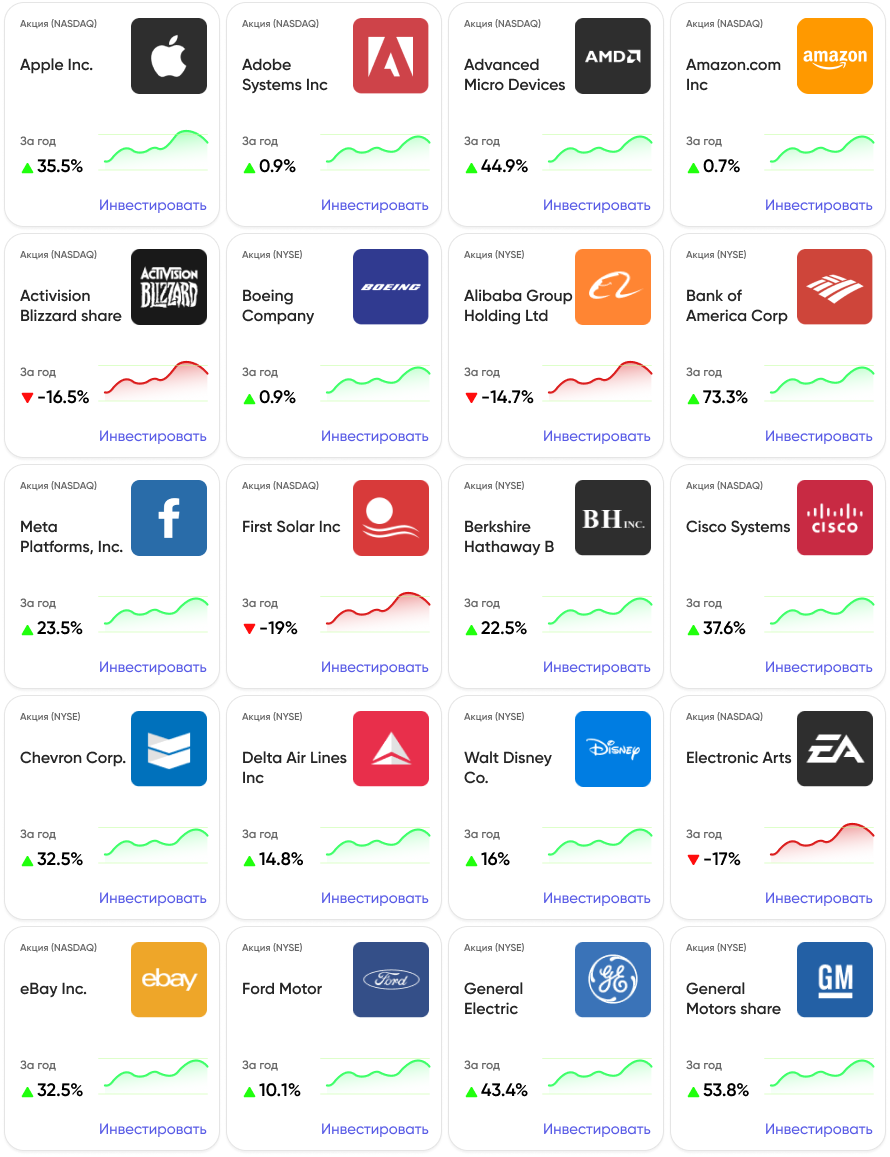 Акция (NASDAQ)
Apple Inc.
За год
35.5%
Инвестировать
Акция (NASDAQ)
Adobe
Systems Inc
За год
0.9%
Инвестировать
Акция (NASDAQ)
Advanced
Micro Devices
AMD
За год
44.9%
Инвестировать
Акция (NASDAQ)
Amazon.com
Inc
amazon
За год
0.7%
Инвестировать
Акция (NASDAQ)
Activision
Blizzard share
ACTIVISION
BLIZZARD
За год
-16.5%
Инвестировать
Акция (NYSE)
Boeing
Company
BOEING
За год
0.9%
Инвестировать
Акция (NYSE)
Alibaba Group
Holding Ltd
За год
-14.7%
Инвестировать
Акция (NYSE)
Bank of
America Corp
За год
73.3%
Инвестировать
Акция (NASDAQ)
Meta
Platforms, Inc.
f
За год
23.5%
Инвестировать
Акция (NASDAQ)
First Solar Inc
За год
-19%
Инвестировать
Акция (NYSE)
Berkshire
Hathaway B
BH INC.
За год
22.5%
Инвестировать
Акция (NASDAQ)
Cisco Systems
CISCO
За год
37.6%
Инвестировать
Акция (NYSE)
Chevron Corp.
За год
32.5%
Инвестировать
Акция (NYSE)
Delta Air Lines
Inc
За год
14.8%
Инвестировать
Акция (NYSE)
Walt Disney
Co.
Disney
За год
16%
Инвестировать
Акция (NASDAQ)
Electronic Arts
EA
За год
-17%
Инвестировать
Акция (NASDAQ)
eBay Inc.
ebay
За год
32.5%
Инвестировать
Акция (NYSE)
Ford Motor
Ford
За год
10.1%
Инвестировать
Акция (NYSE)
General
Electric
GE
За год
43.4%
Инвестировать
Акция (NYSE)
General
Motors share
GM
За год
53.8%
Инвестировать